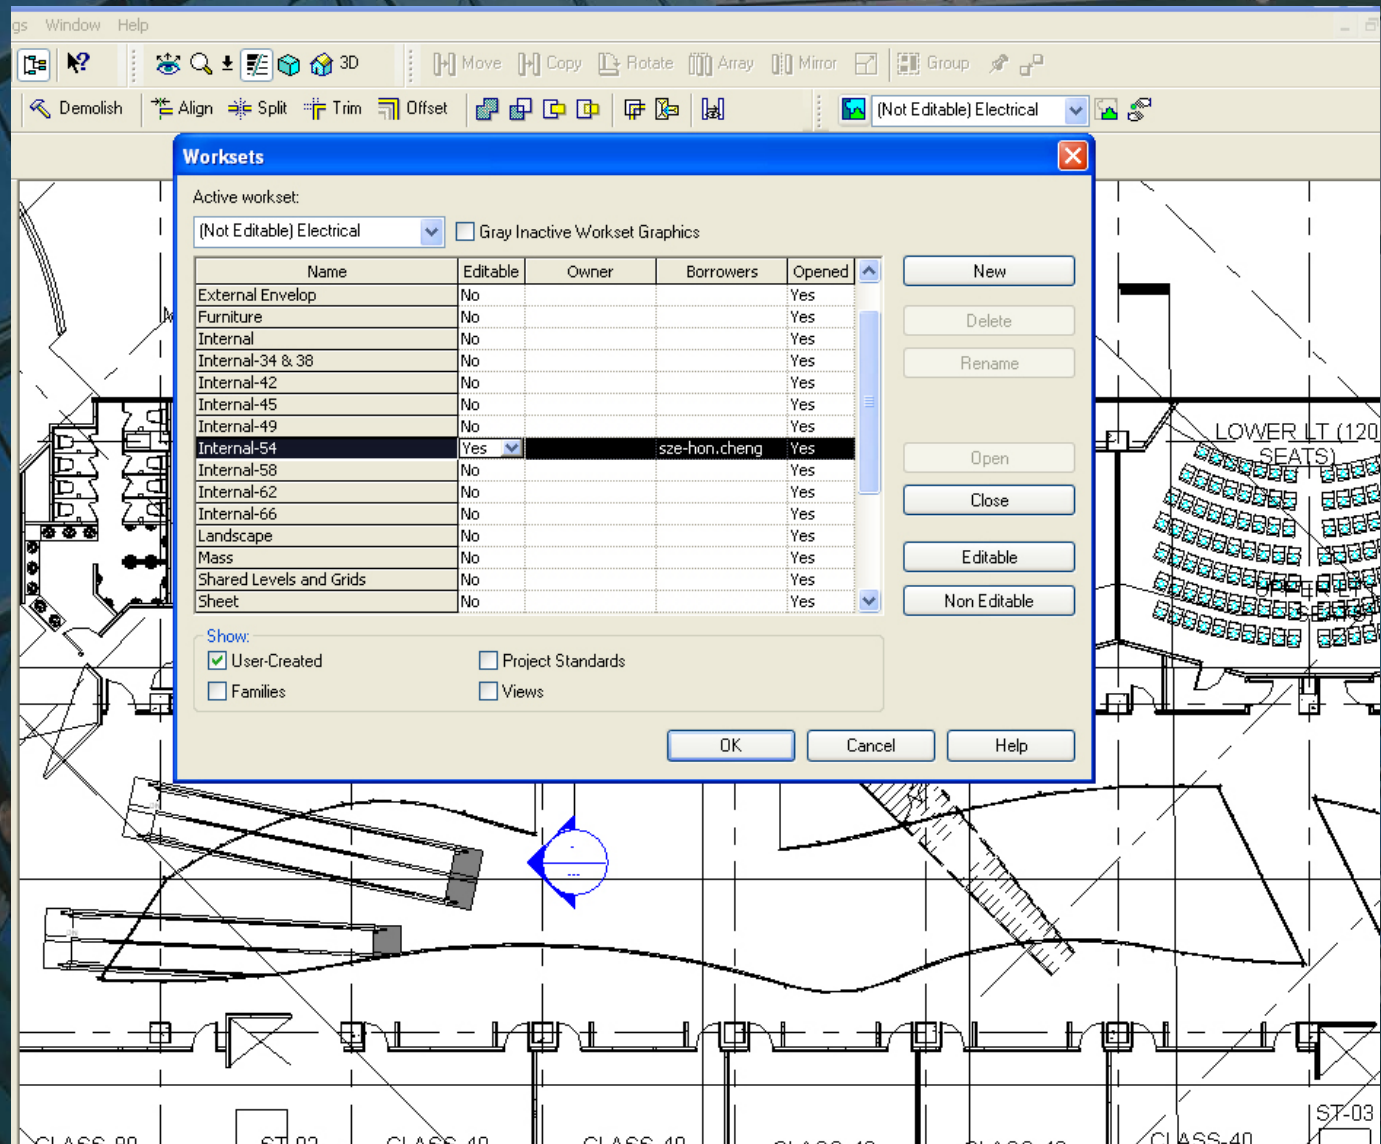 gs Window Help
3D Move Copy Rotate Array Mirror Group
Demolish Align Split Trim Offset (Not Editable) Electrical
Worksets
Active workset:
(Not Editable) Electrical Gray Inactive Workset Graphics
Name Editable Owner Borrowers Opened New
External Envelop No Yes
Furniture No Yes Delete
Internal No Yes
Internal-34 & 38 No Yes Rename
Internal-42 No Yes
Internal-45 No Yes
Internal-49 No Yes
Internal-54 Yes sze-hon.cheng Yes Open
Internal-58 No Yes
Internal-62 No Yes Close
Internal-66 No Yes
Landscape No Yes
Mass No Yes Editable
Shared Levels and Grids No Yes
Sheet No Yes Non Editable
Show:
User-Created Project Standards
Families Views
OK Cancel Help
LOWER LT (120
SEATS)
ST-03
CLASS-40
CLASS-40
CLASS-40